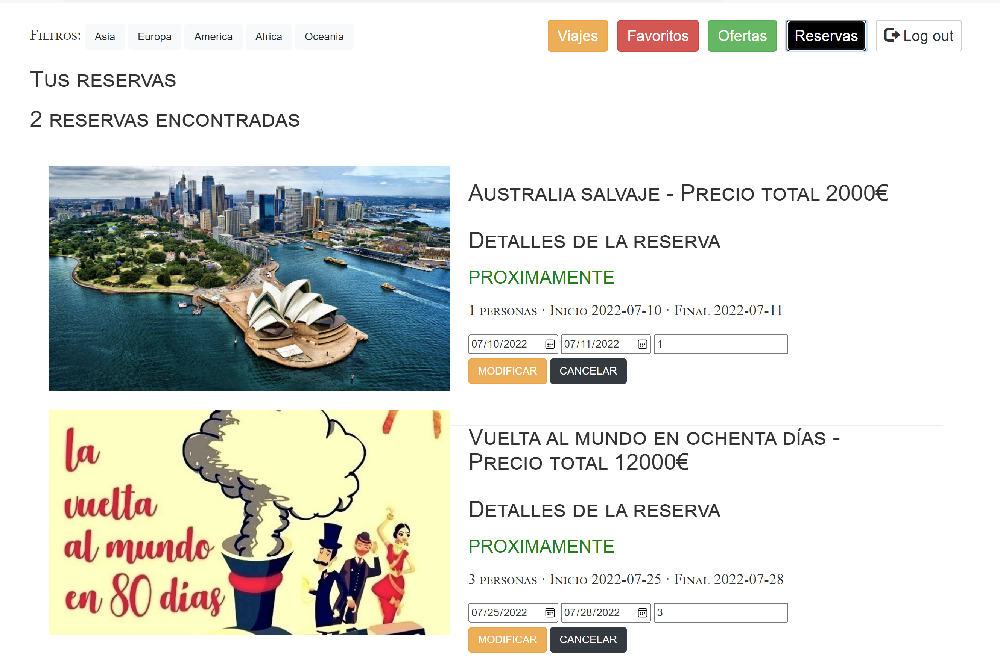 Filtros: Asia Europa America Africa Oceania Viajes Favoritos Ofertas Reservas Log out
Tus reservas
2 reservas encontradas
Australia salvaje - Precio total 2000€
Detalles de la reserva
PROXIMAMENTE
1 personas · Inicio 2022-07-10 · Final 2022-07-11
07/10/2022 07/11/2022 1
MODIFICAR CANCELAR
la
vuelta
al mundo
en 80 días
Vuelta al mundo en ochenta días -
Precio total 12000€
Detalles de la reserva
PROXIMAMENTE
3 personas · Inicio 2022-07-25 · Final 2022-07-28
07/25/2022 07/28/2022 3
MODIFICAR CANCELAR